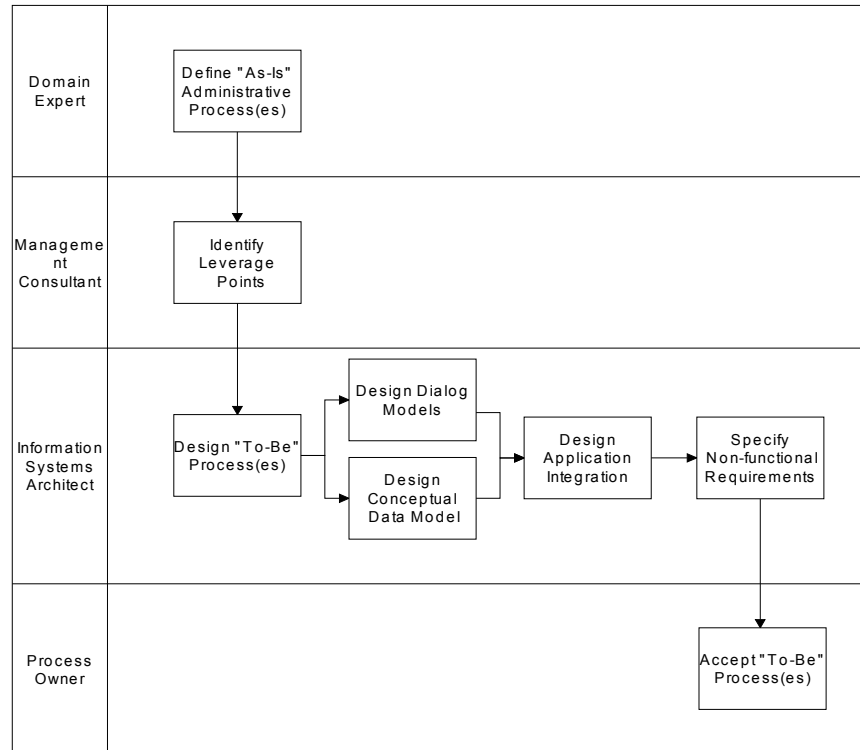 Domain
Expert
Define "As-Is"
Administrative
Process(es)
Manageme
nt
Consultant
Identify
Leverage
Points
Information
Systems
Architect
Design "To-Be"
Process(es)
Design Dialog
Models
Design
Conceptual
Data Model
Design
Application
Integration
Specify
Non-functional
Requirements
Process
Owner
Accept "To-Be"
Process(es)